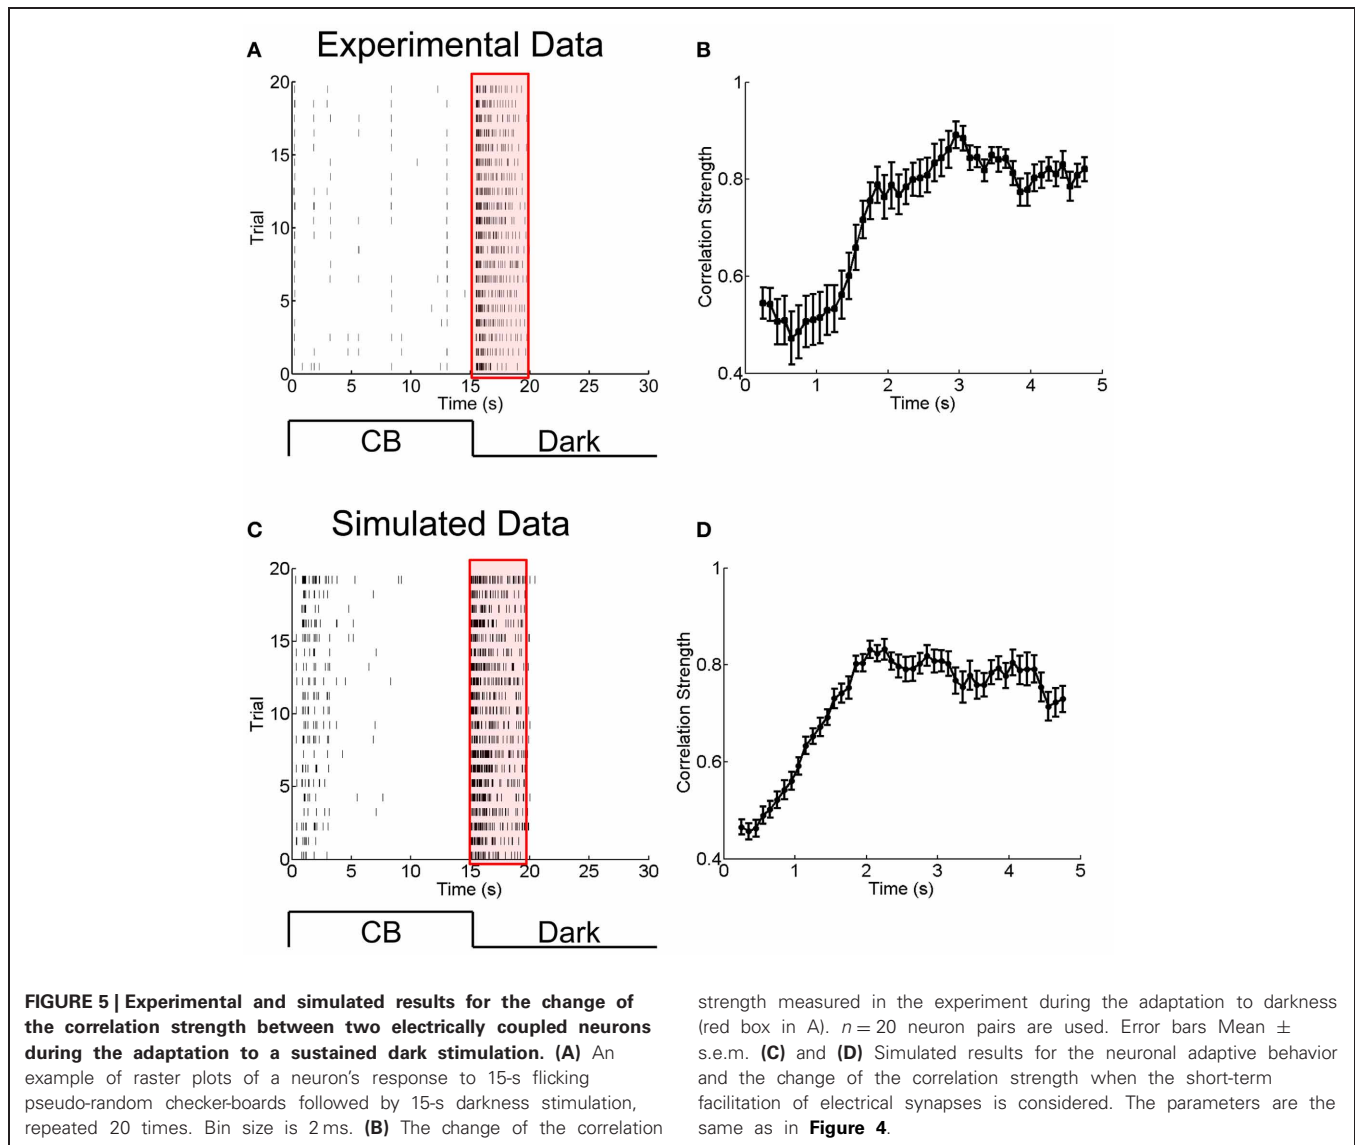 A
Experimental Data
20
15
10
5
0
Trial
0 5 10 15 20 25 30
Time (s)
CB
Dark
B
1
0.8
0.6
0.4
Correlation Strength
0 1 2 3 4 5
Time (s)
C
Simulated Data
20
15
10
5
0
Trial
0 5 10 15 20 25 30
Time (s)
CB
Dark
D
1
0.8
0.6
0.4
Correlation Strength
0 1 2 3 4 5
Time (s)
FIGURE 5 | Experimental and simulated results for the change of
the correlation strength between two electrically coupled neurons
during the adaptation to a sustained dark stimulation. (A) An
example of raster plots of a neuron's response to 15-s flicking
pseudo-random checker-boards followed by 15-s darkness stimulation,
repeated 20 times. Bin size is 2 ms. (B) The change of the correlation
strength measured in the experiment during the adaptation to darkness
(red box in A). n = 20 neuron pairs are used. Error bars Mean ±
s.e.m. (C) and (D) Simulated results for the neuronal adaptive behavior
and the change of the correlation strength when the short-term
facilitation of electrical synapses is considered. The parameters are the
same as in Figure 4.